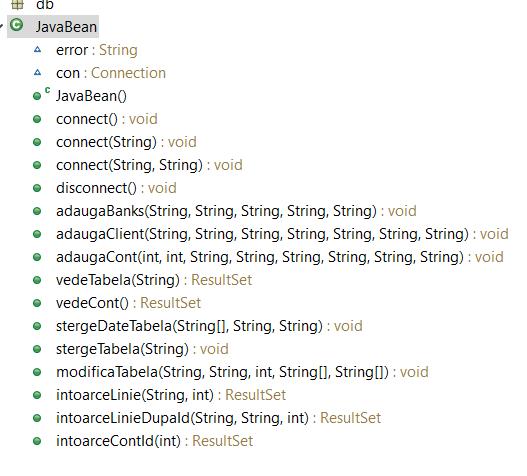 db
JavaBean
error : String
con : Connection
JavaBean()
connect() : void
connect(String) : void
connect(String, String) : void
disconnect() : void
adaugaBanks(String, String, String, String, String) : void
adaugaClient(String, String, String, String, String, String, String) : void
adaugaCont(int, int, String, String, String, String, String, String) : void
vedeTabela(String) : ResultSet
vedeCont() : ResultSet
stergeDateTabela(String[], String, String) : void
stergeTabela(String) : void
modificaTabela(String, String, int, String[], String[]) : void
intoarceLinie(String, int) : ResultSet
intoarceLinieDupaId(String, String, int) : ResultSet
intoarceContId(int) : ResultSet